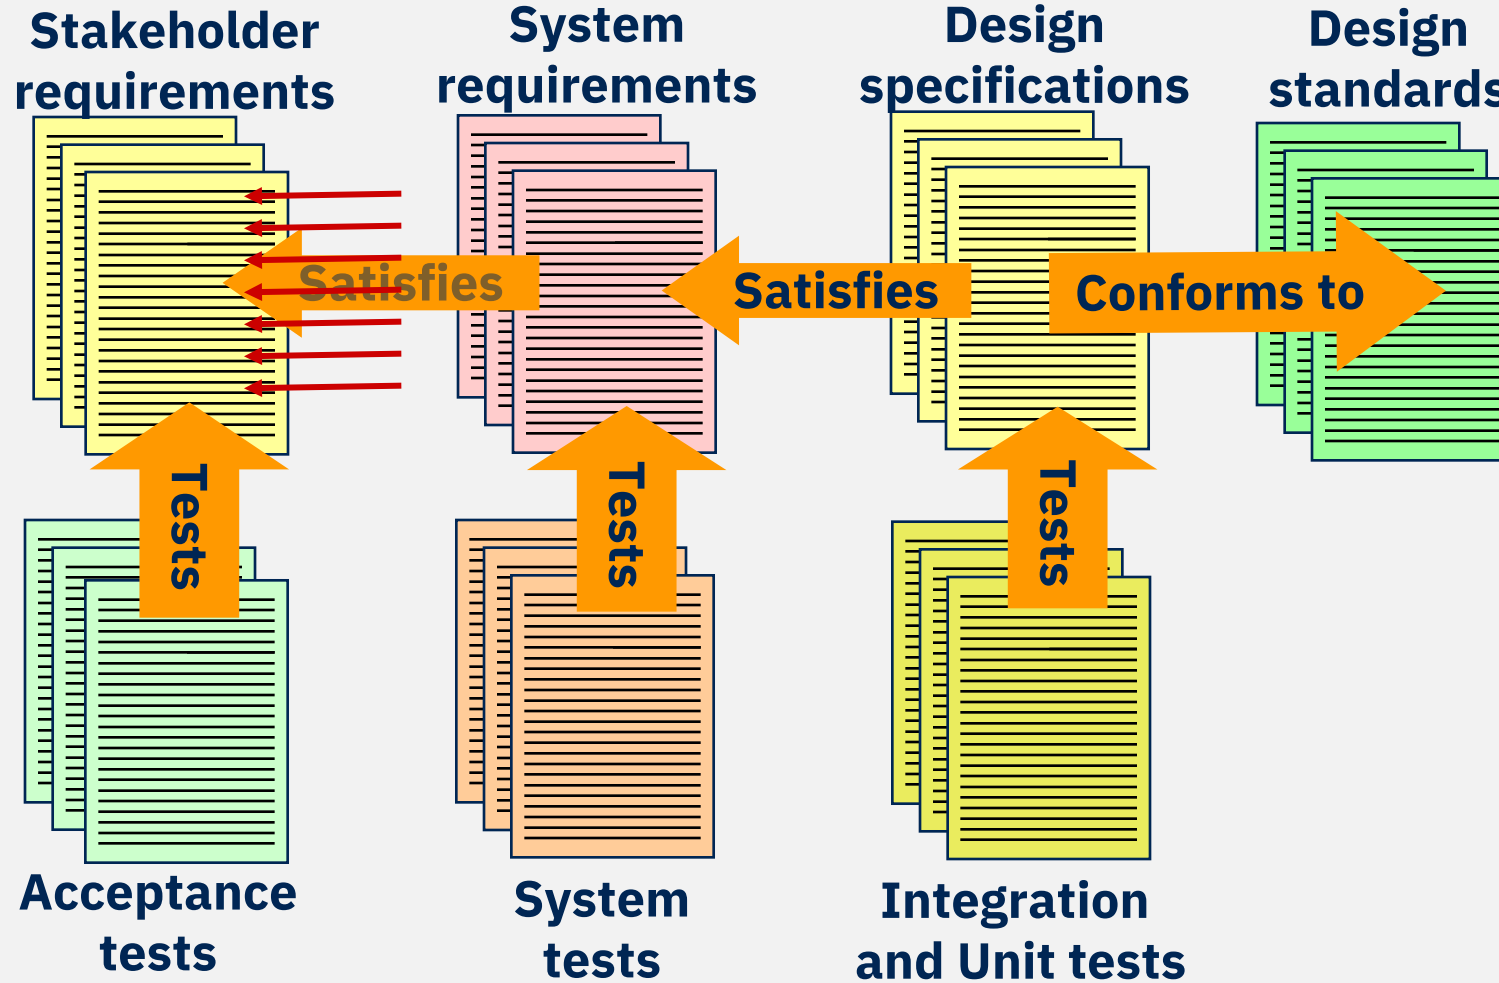 Stakeholder
requirements
System
requirements
Design
specifications
Design
standards
Satisfies
Satisfies
Conforms to
Tests
Tests
Tests
Acceptance
tests
System
tests
Integration
and Unit tests